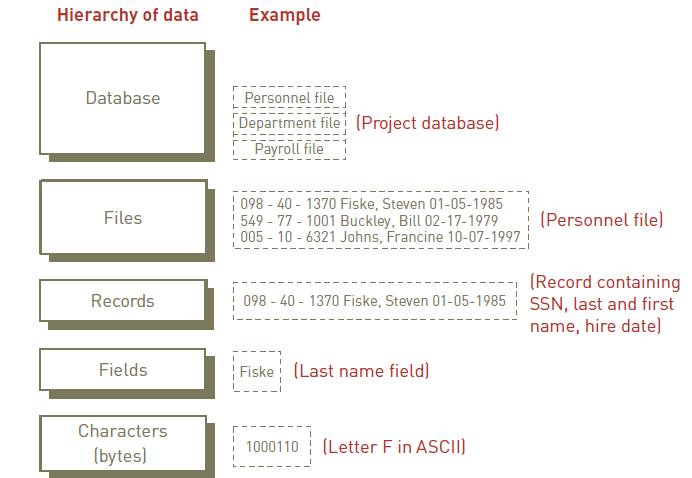 Hierarchy of data
Example
Database
Personnel file
Department file
Payroll file
(Project database)
Files
098 - 40 - 1370 Fiske, Steven 01-05-1985
549 - 77 - 1001 Buckley, Bill 02-17-1979
005 - 10 - 6321 Johns, Francine 10-07-1997
(Personnel file)
Records
098 - 40 - 1370 Fiske, Steven 01-05-1985
(Record containing
SSN, last and first
name, hire date)
Fields
Fiske
(Last name field)
Characters
(bytes)
1000110
(Letter F in ASCII)